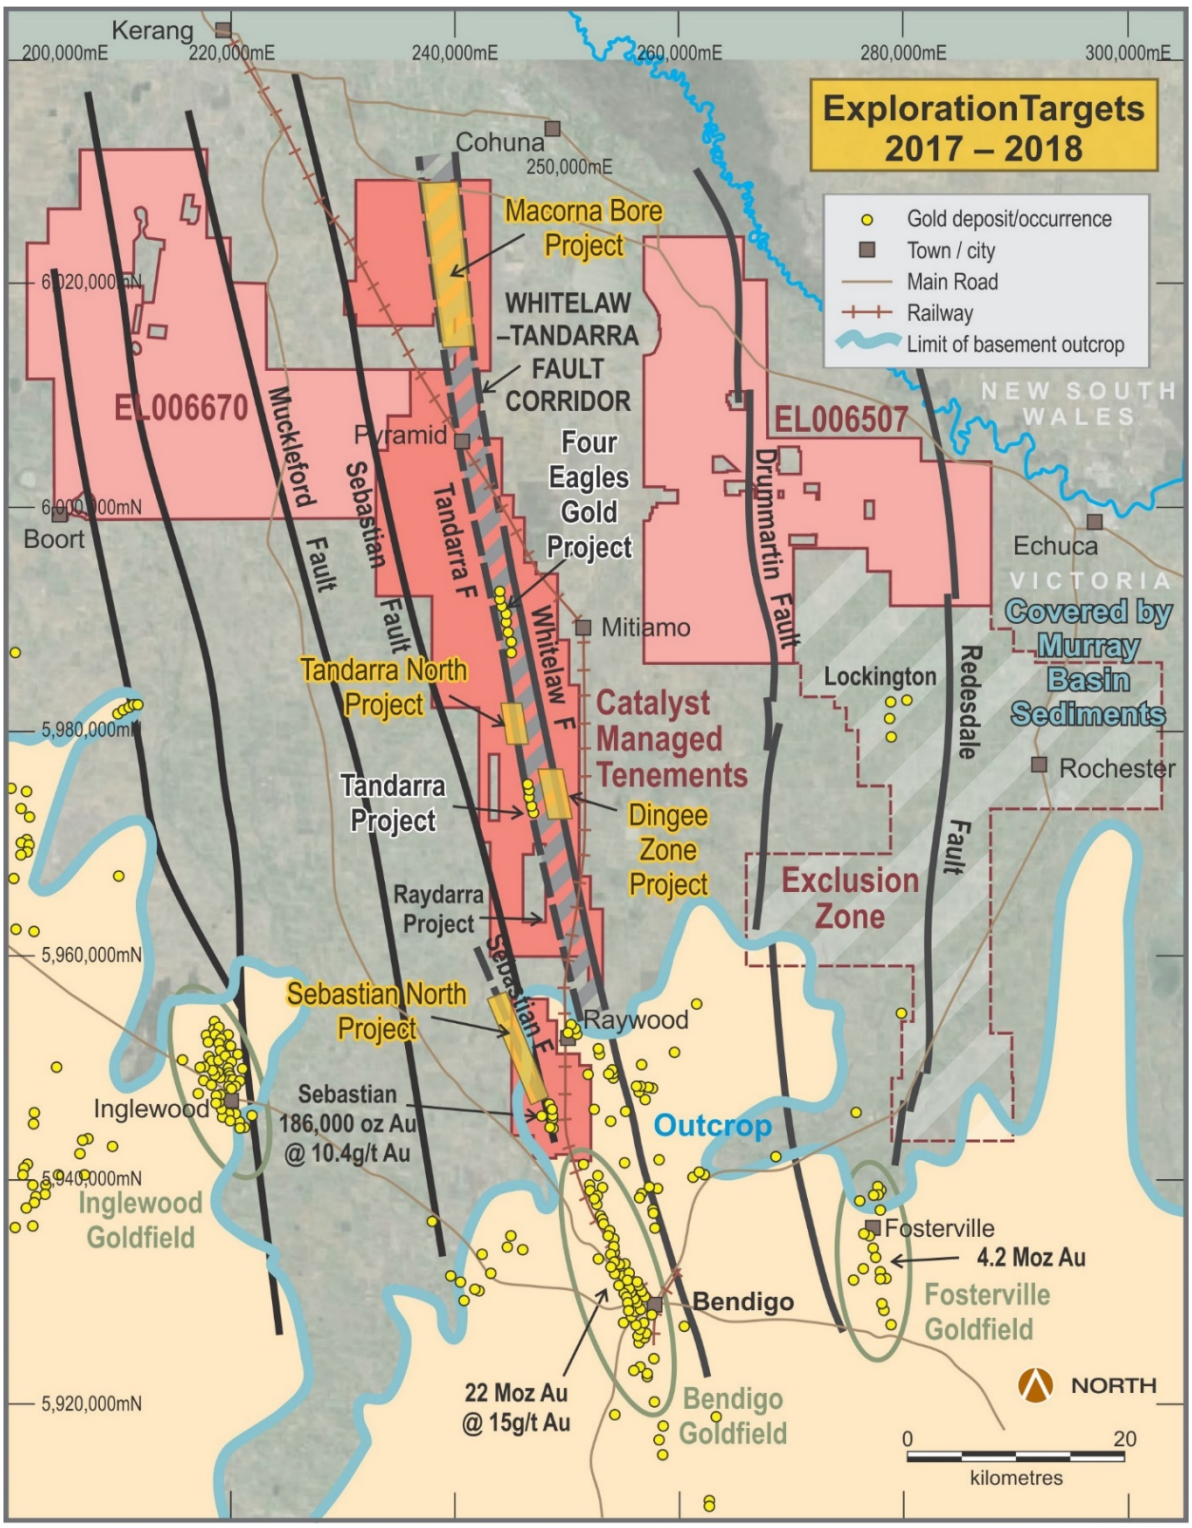 Kerang
200,000mE
220,000mE
240,000mE
260,000mE
280,000mE
300,000mE
ExplorationTargets
2017 – 2018
Cohuna
250,000mE
Gold deposit/occurrence
Town / city
Main Road
Railway
Limit of basement outcrop
Macorna Bore
Project
6,020,000mN
WHITELAW
–TANDARRA
FAULT
CORRIDOR
NEW SOUTH
WALES
EL006670
EL006507
Muckleford
Fault
Pyramid
Sebastian
Fault
Four
Eagles
Gold
Project
Tandarra F
Drummartin Fault
6,000,000mN
Boort
Echuca
VICTORIA
Covered by
Murray
Basin
Sediments
Whitelaw F
Mitiamo
Tandarra North
Project
Lockington
Redesdale
Fault
Catalyst
Managed
Tenements
5,980,000mN
Rochester
Tandarra
Project
Dingee
Zone
Project
Exclusion
Zone
Raydarra
Project
5,960,000mN
Sebastian F
Sebastian North
Project
Raywood
Sebastian
186,000 oz Au
@ 10.4g/t Au
Inglewood
Outcrop
5,940,000mN
Inglewood
Goldfield
Fosterville
4.2 Moz Au
Fosterville
Goldfield
Bendigo
22 Moz Au
@ 15g/t Au
Bendigo
Goldfield
5,920,000mN
NORTH
0
20
kilometres